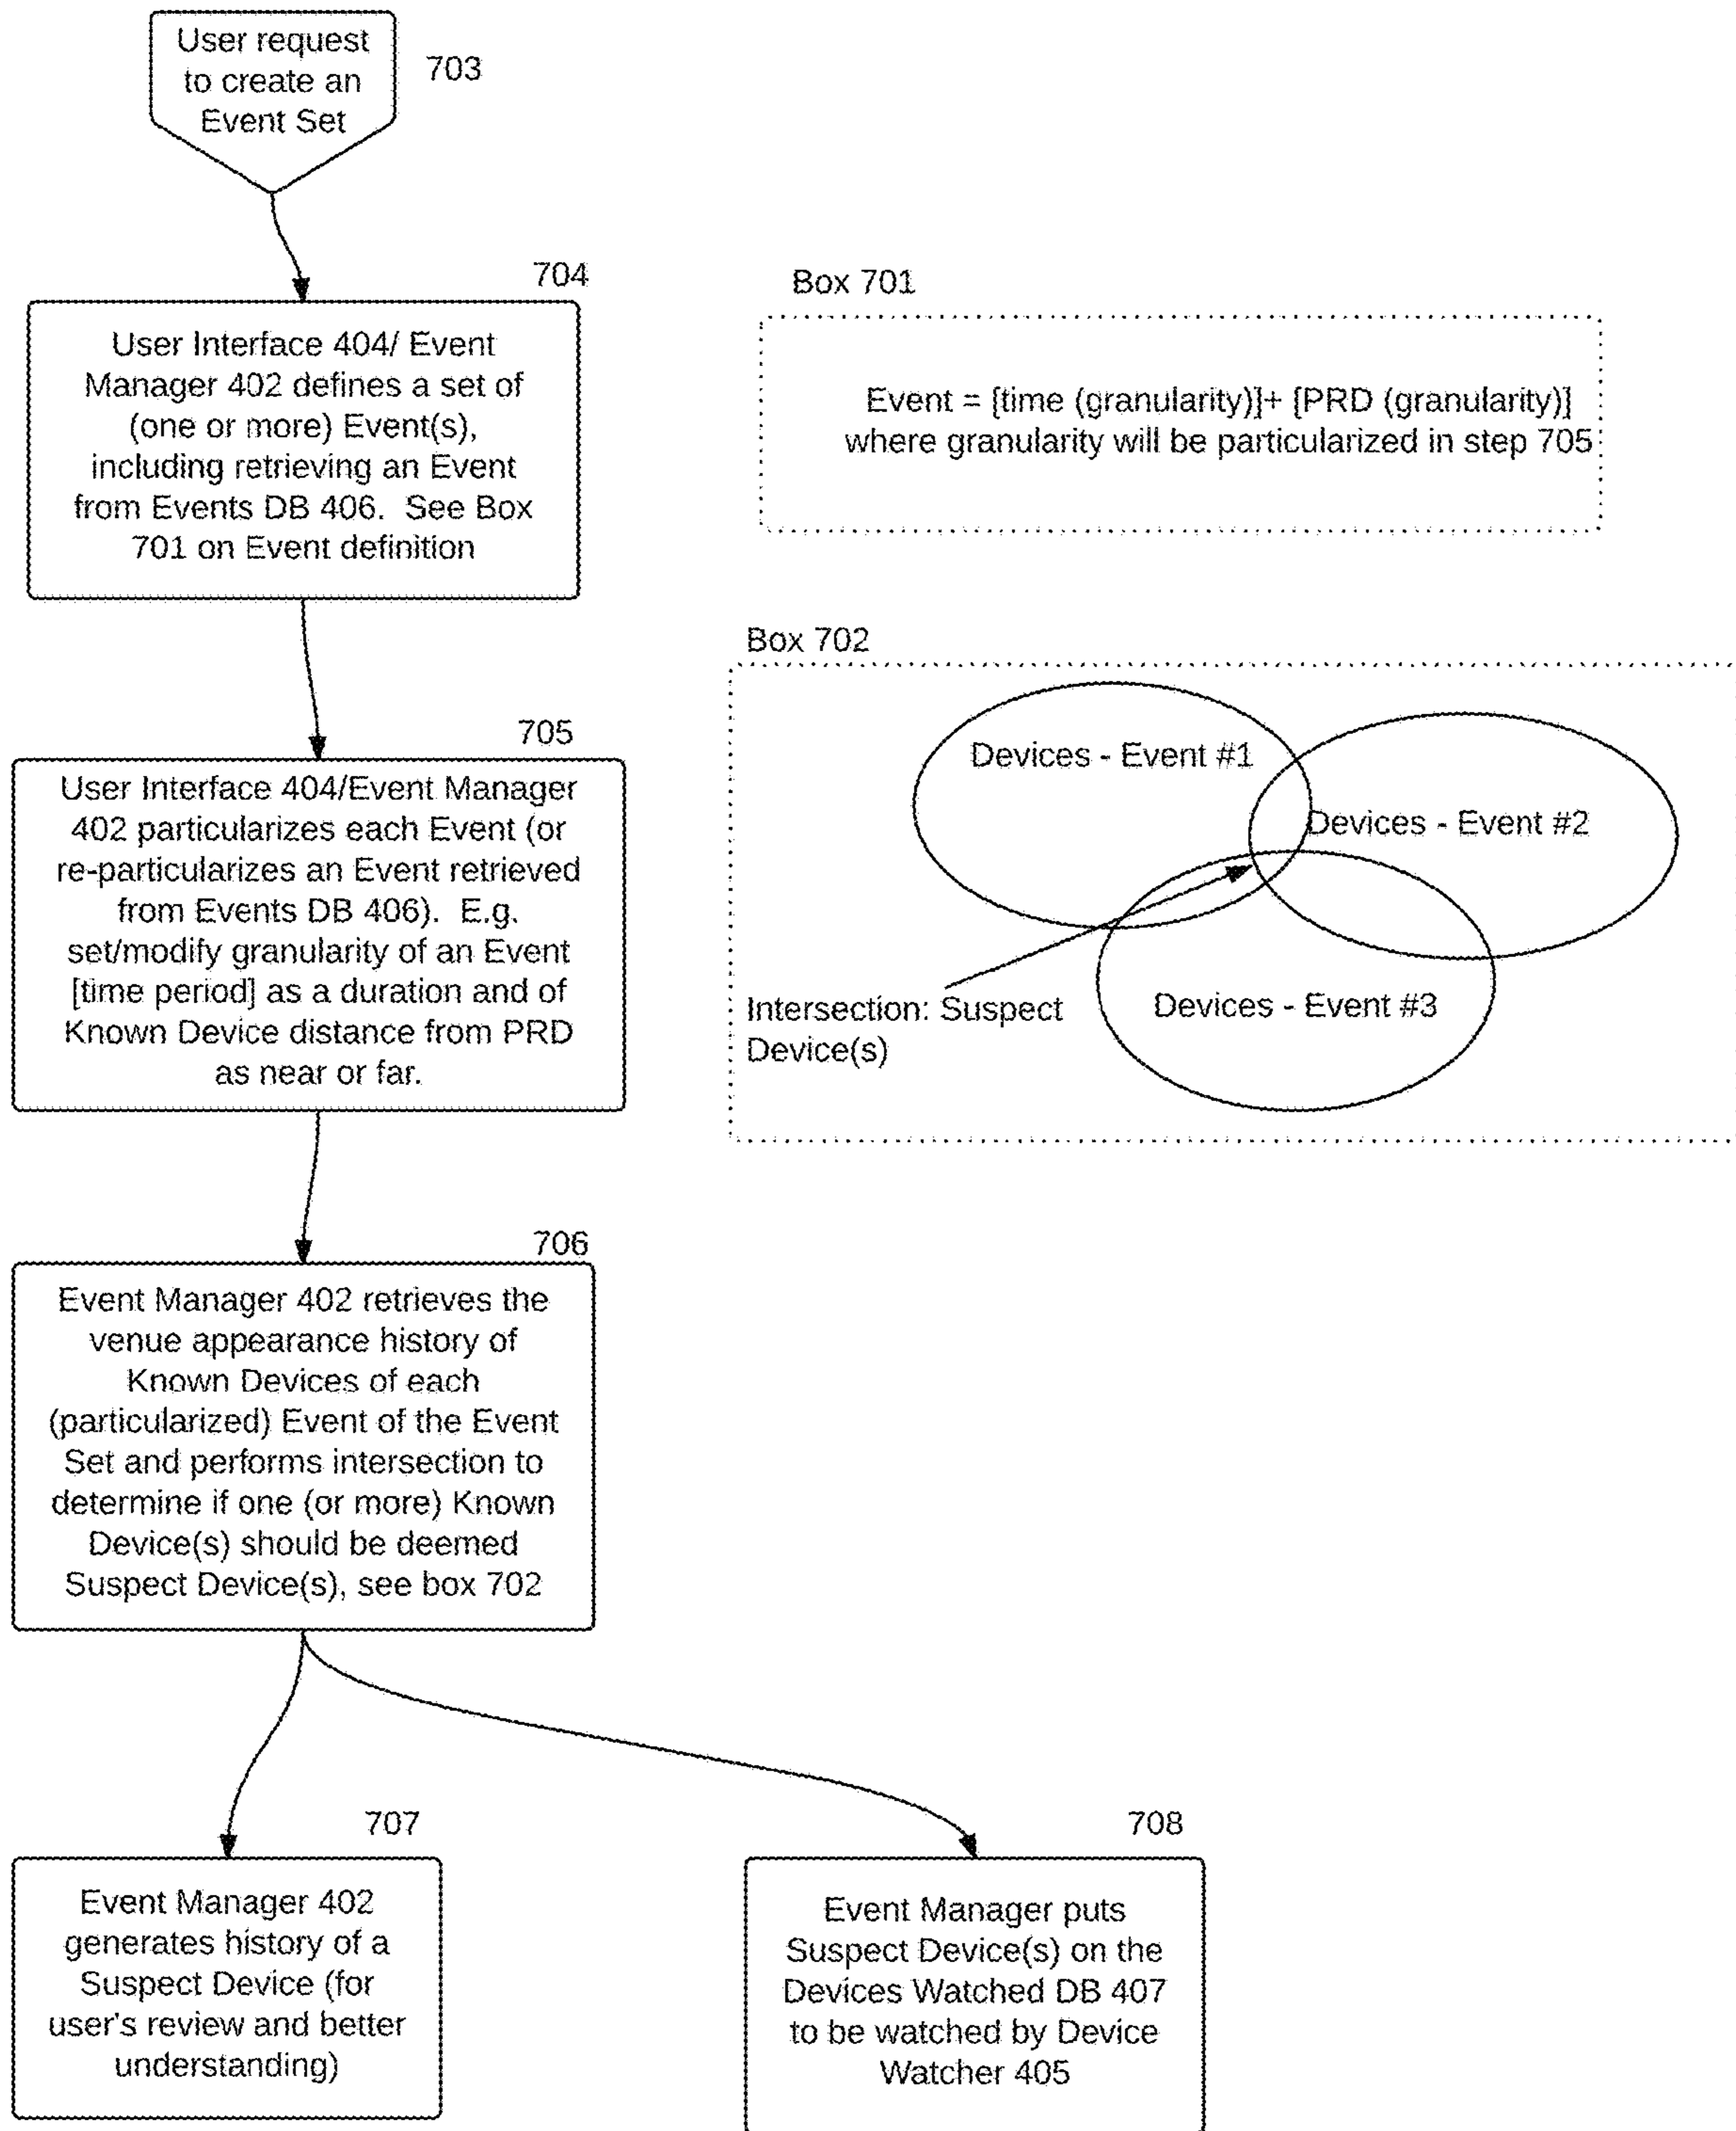 User request
to create an
Event Set
703
704
User Interface 404/ Event
Manager 402 defines a set of
(one or more) Event(s),
including retrieving an Event
from Events DB 406. See Box
701 on Event definition
Box 701
Event = [time (granularity)]+ [PRD (granularity)]
where granularity will be particularized in step 705
Box 702
Devices - Event #1
Devices - Event #2
Devices - Event #3
Intersection: Suspect
Device(s)
705
User Interface 404/Event Manager
402 particularizes each Event (or
re-particularizes an Event retrieved
from Events DB 406). E.g.
set/modify granularity of an Event
[time period] as a duration and of
Known Device distance from PRD
as near or far.
706
Event Manager 402 retrieves the
venue appearance history of
Known Devices of each
(particularized) Event of the Event
Set and performs intersection to
determine if one (or more) Known
Device(s) should be deemed
Suspect Device(s), see box 702
707
Event Manager 402
generates history of a
Suspect Device (for
user's review and better
understanding)
708
Event Manager puts
Suspect Device(s) on the
Devices Watched DB 407
to be watched by Device
Watcher 405